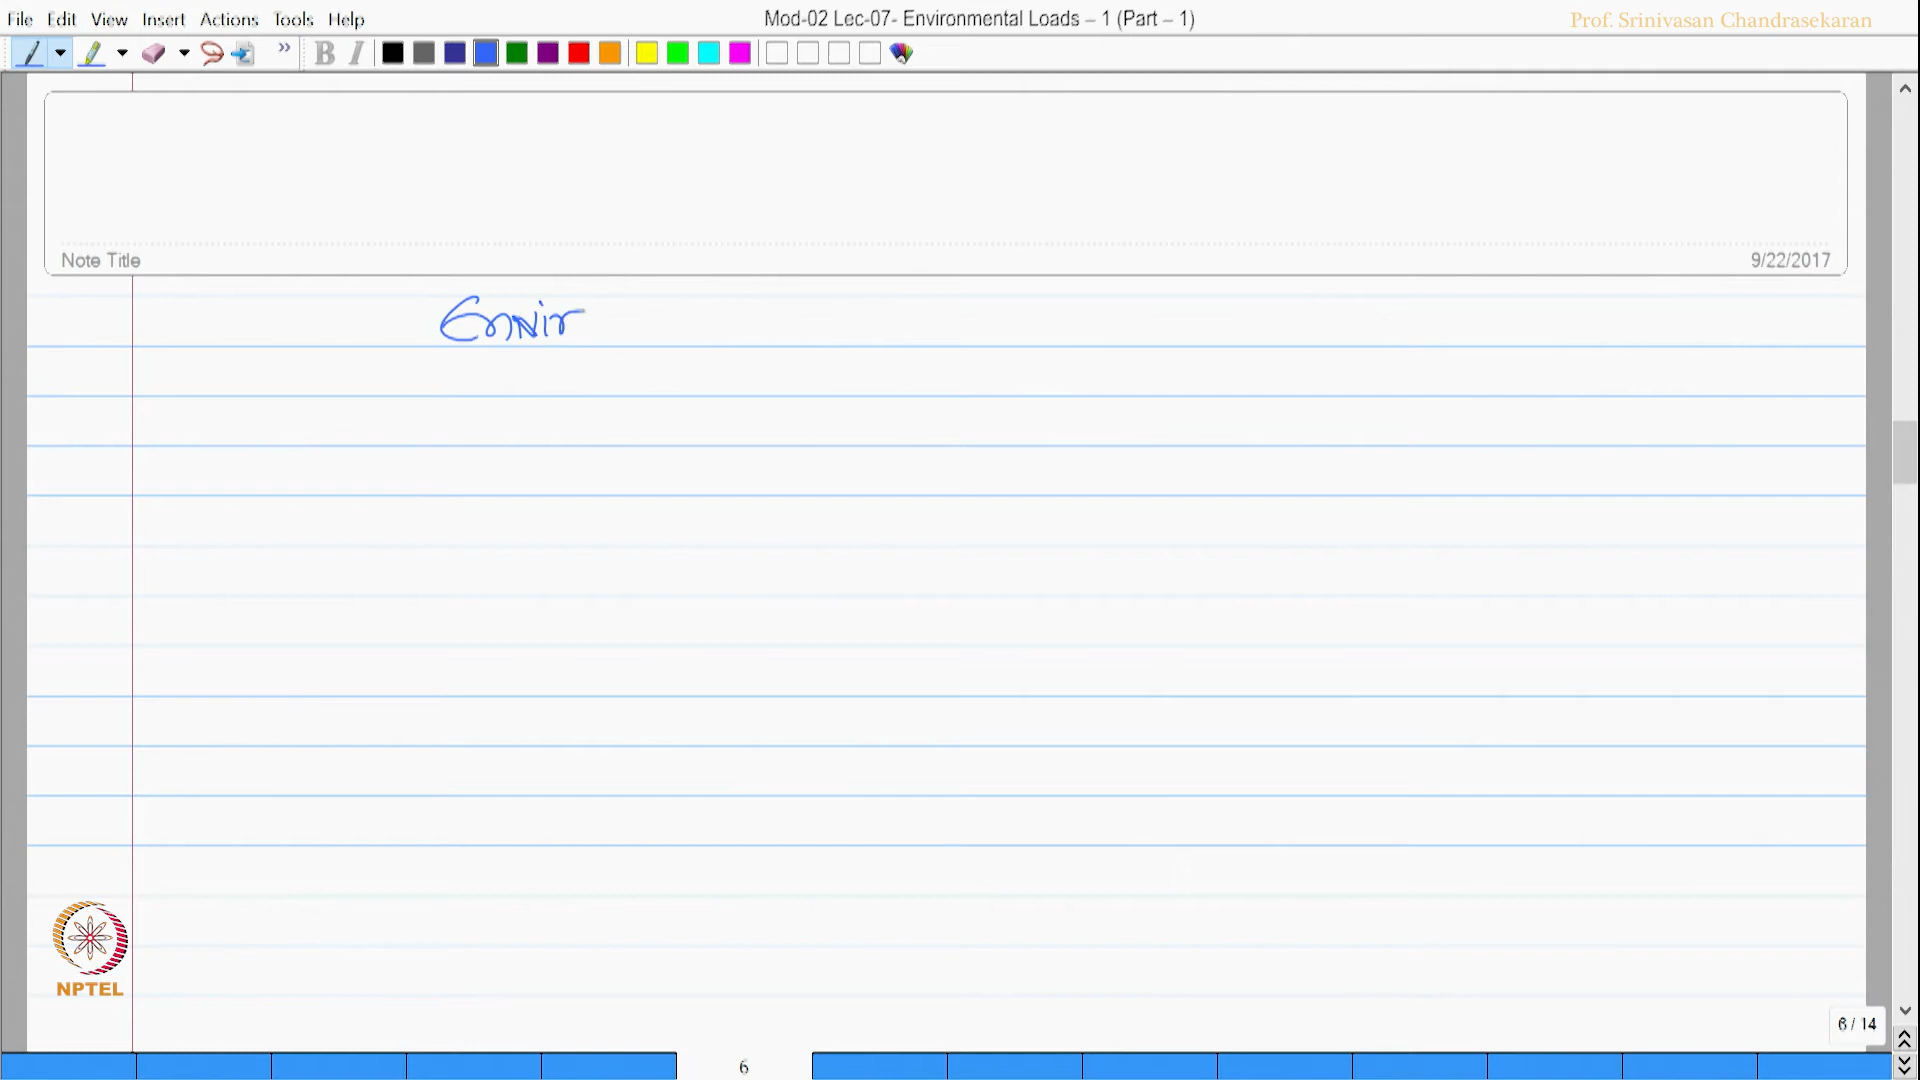 File Edit View Insert Actions Tools Help
Mod-02 Lec-07- Environmental Loads – 1 (Part – 1)
Prof. Srinivasan Chandrasekaran
B I
Note Title
9/22/2017
Envir
NPTEL
6 / 14
6